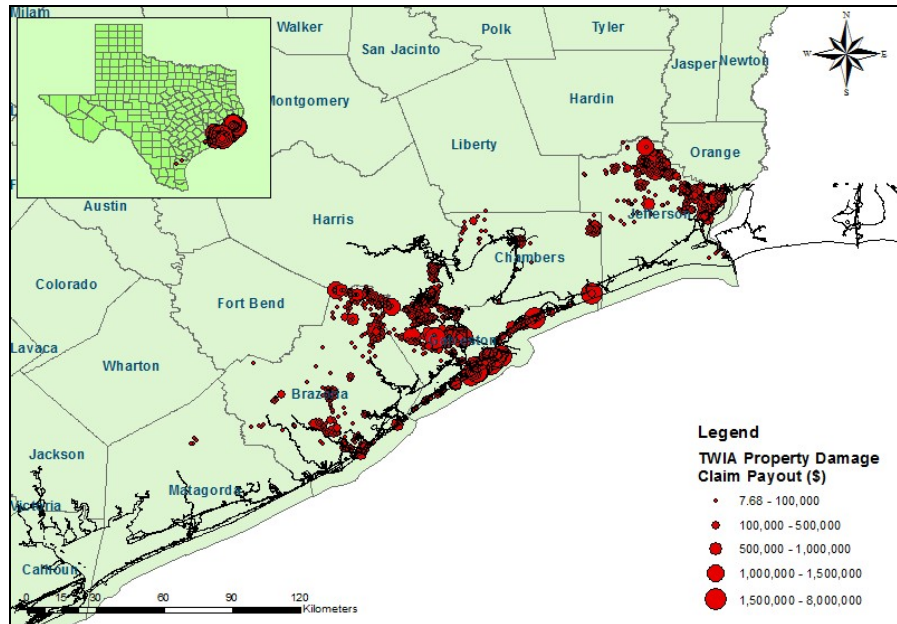 Milam
Walker
Polk
Tyler
San Jacinto
Jasper
Newton
N
W
E
S
Montgomery
Hardin
Liberty
Orange
Austin
Harris
Jefferson
Chambers
Colorado
Fort Bend
Galveston
Lavaca
Wharton
Brazoria
Jackson
Matagorda
Victoria
Calhoun
Legend
TWIA Property Damage
Claim Payout ($)
7.68 - 100,000
100,000 - 500,000
500,000 - 1,000,000
1,000,000 - 1,500,000
1,500,000 - 8,000,000
0 15 30 60 90 120
Kilometers